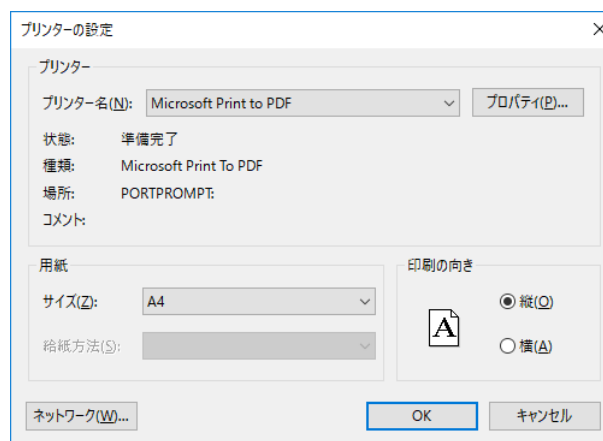 プリンターの設定
プリンター
プリンター名(N): Microsoft Print to PDF プロパティ(P)...
状態: 準備完了
種類: Microsoft Print To PDF
場所: PORTPROMPT:
コメント:
用紙
サイズ(Z): A4
給紙方法(S):
印刷の向き
A
縦(O)
横(A)
ネットワーク(W)... OK キャンセル